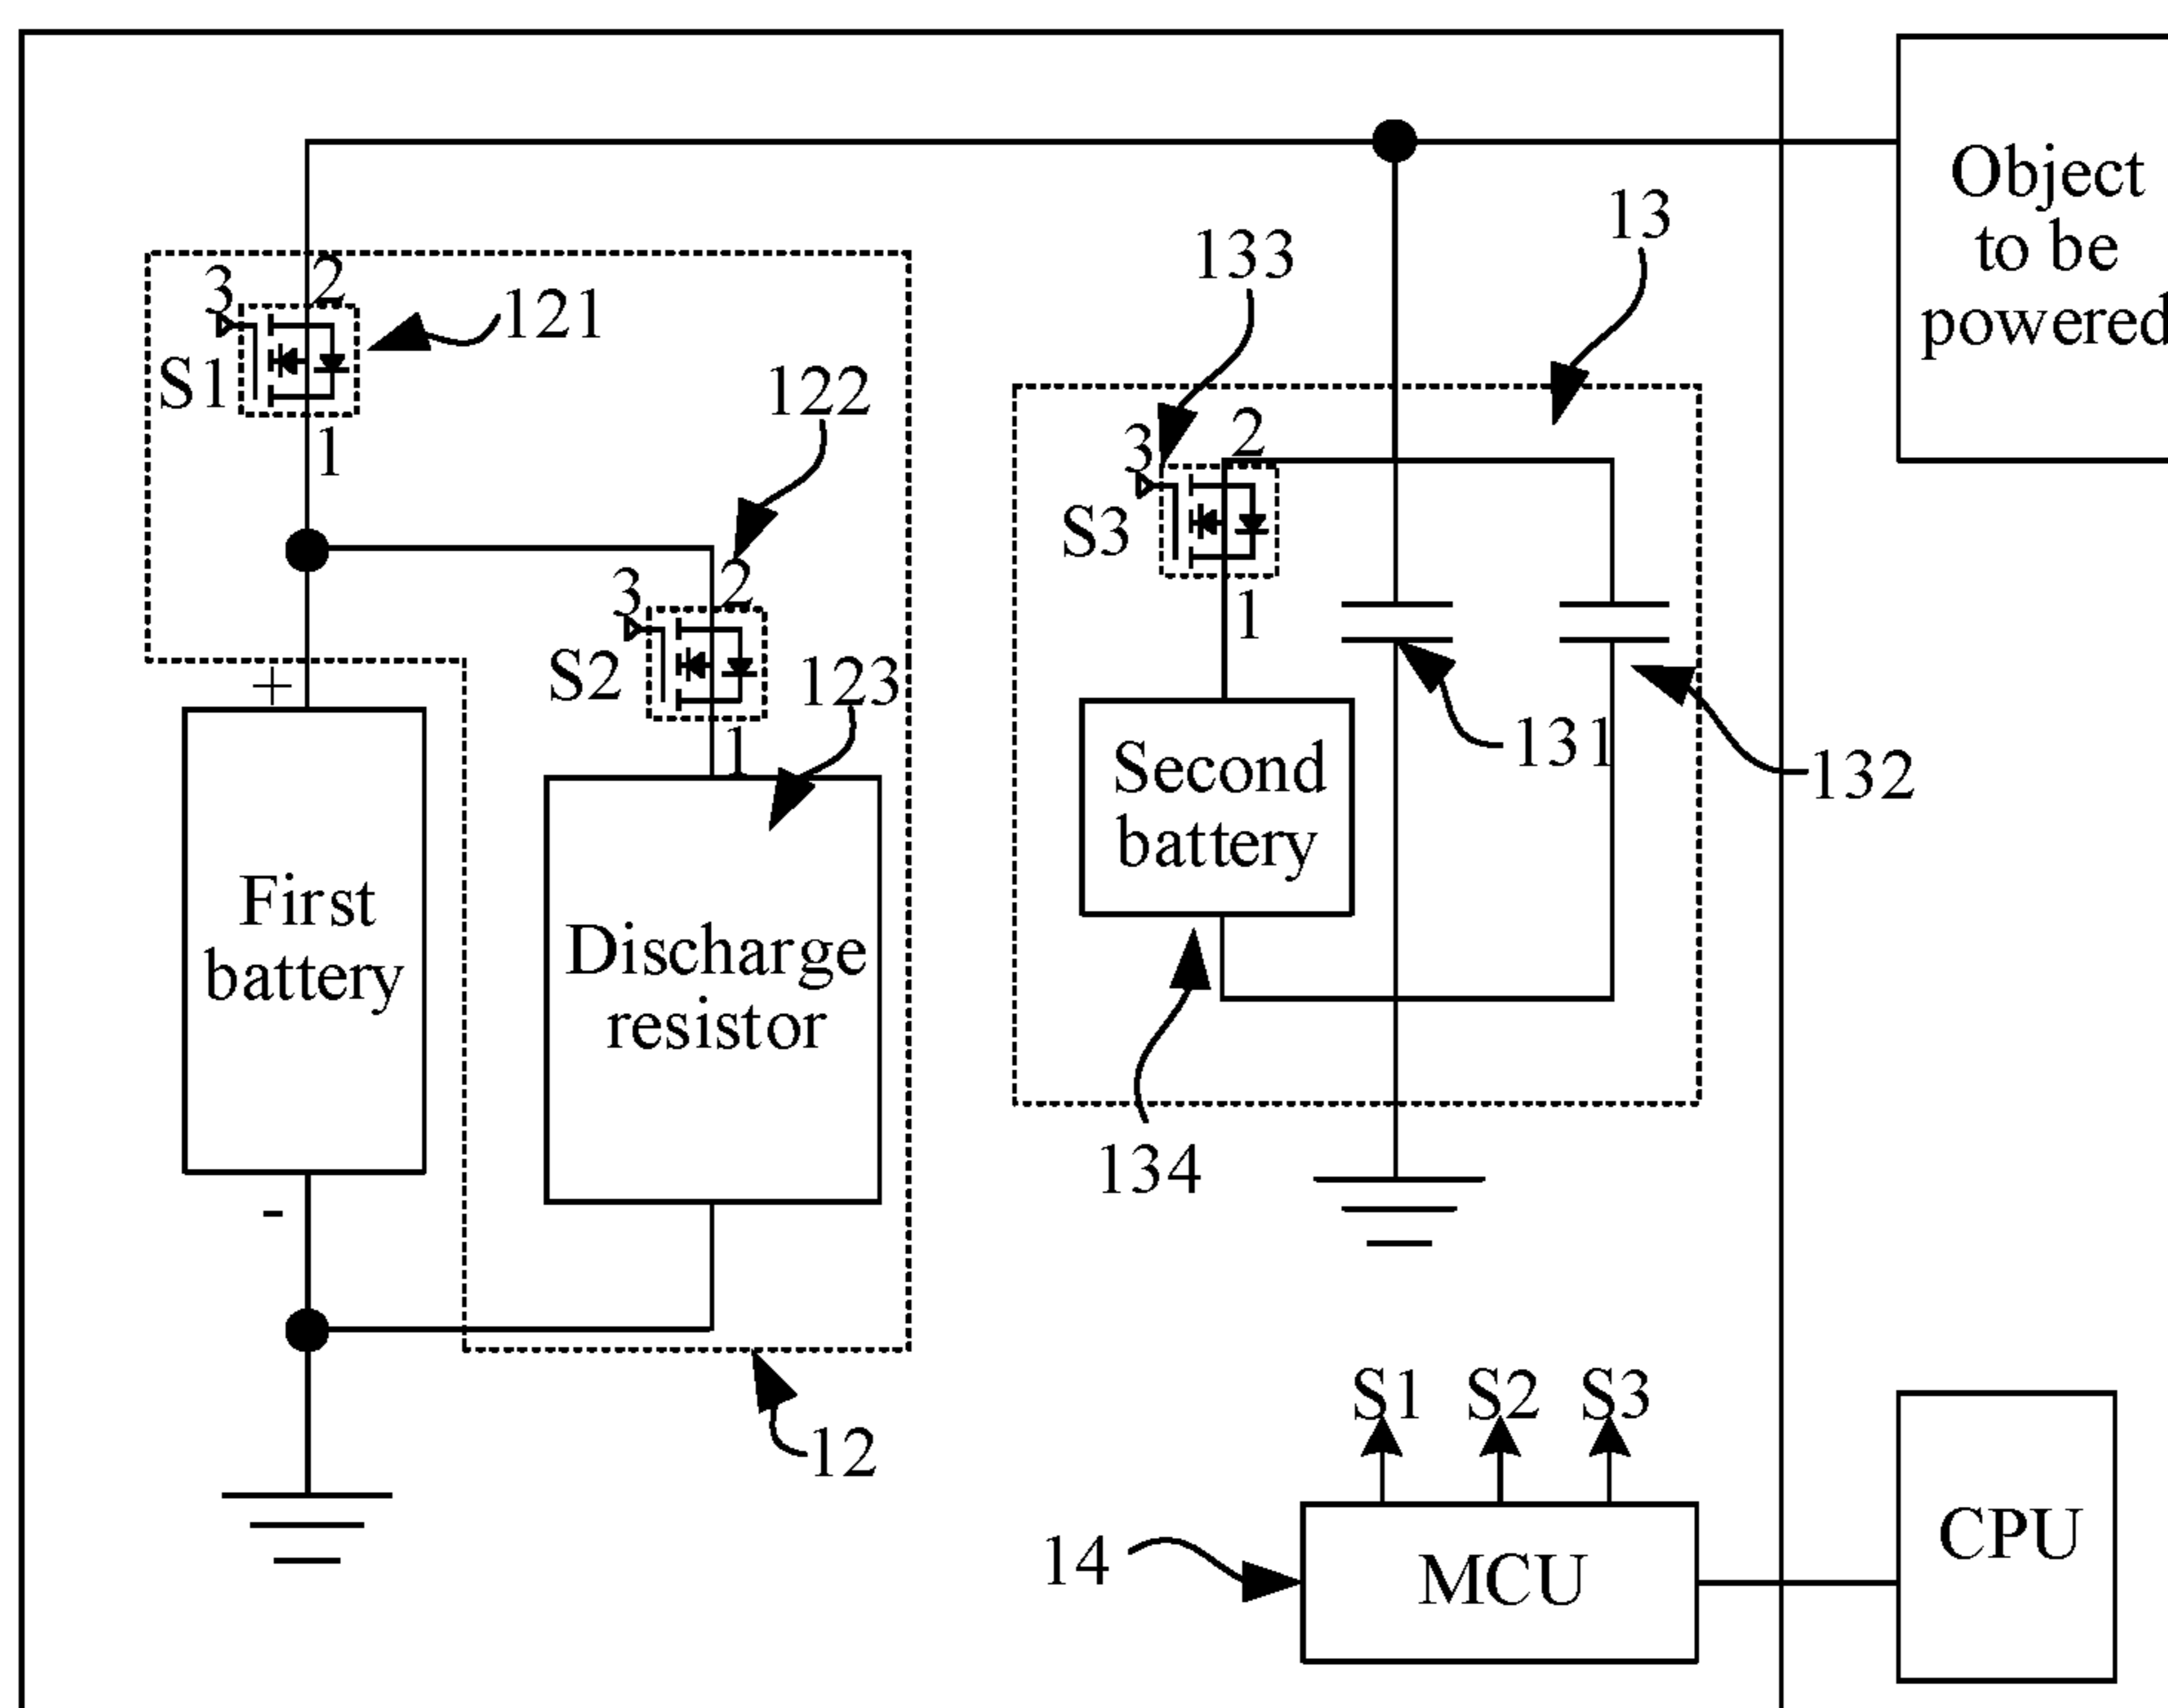 Object
to be
powered
13
133
3
2
121
S1
122
1
3
2
S3
3
2
S2
123
1
1
+
131
132
Second
battery
First
battery
Discharge
resistor
134
-
S1 S2 S3
12
14
MCU
CPU